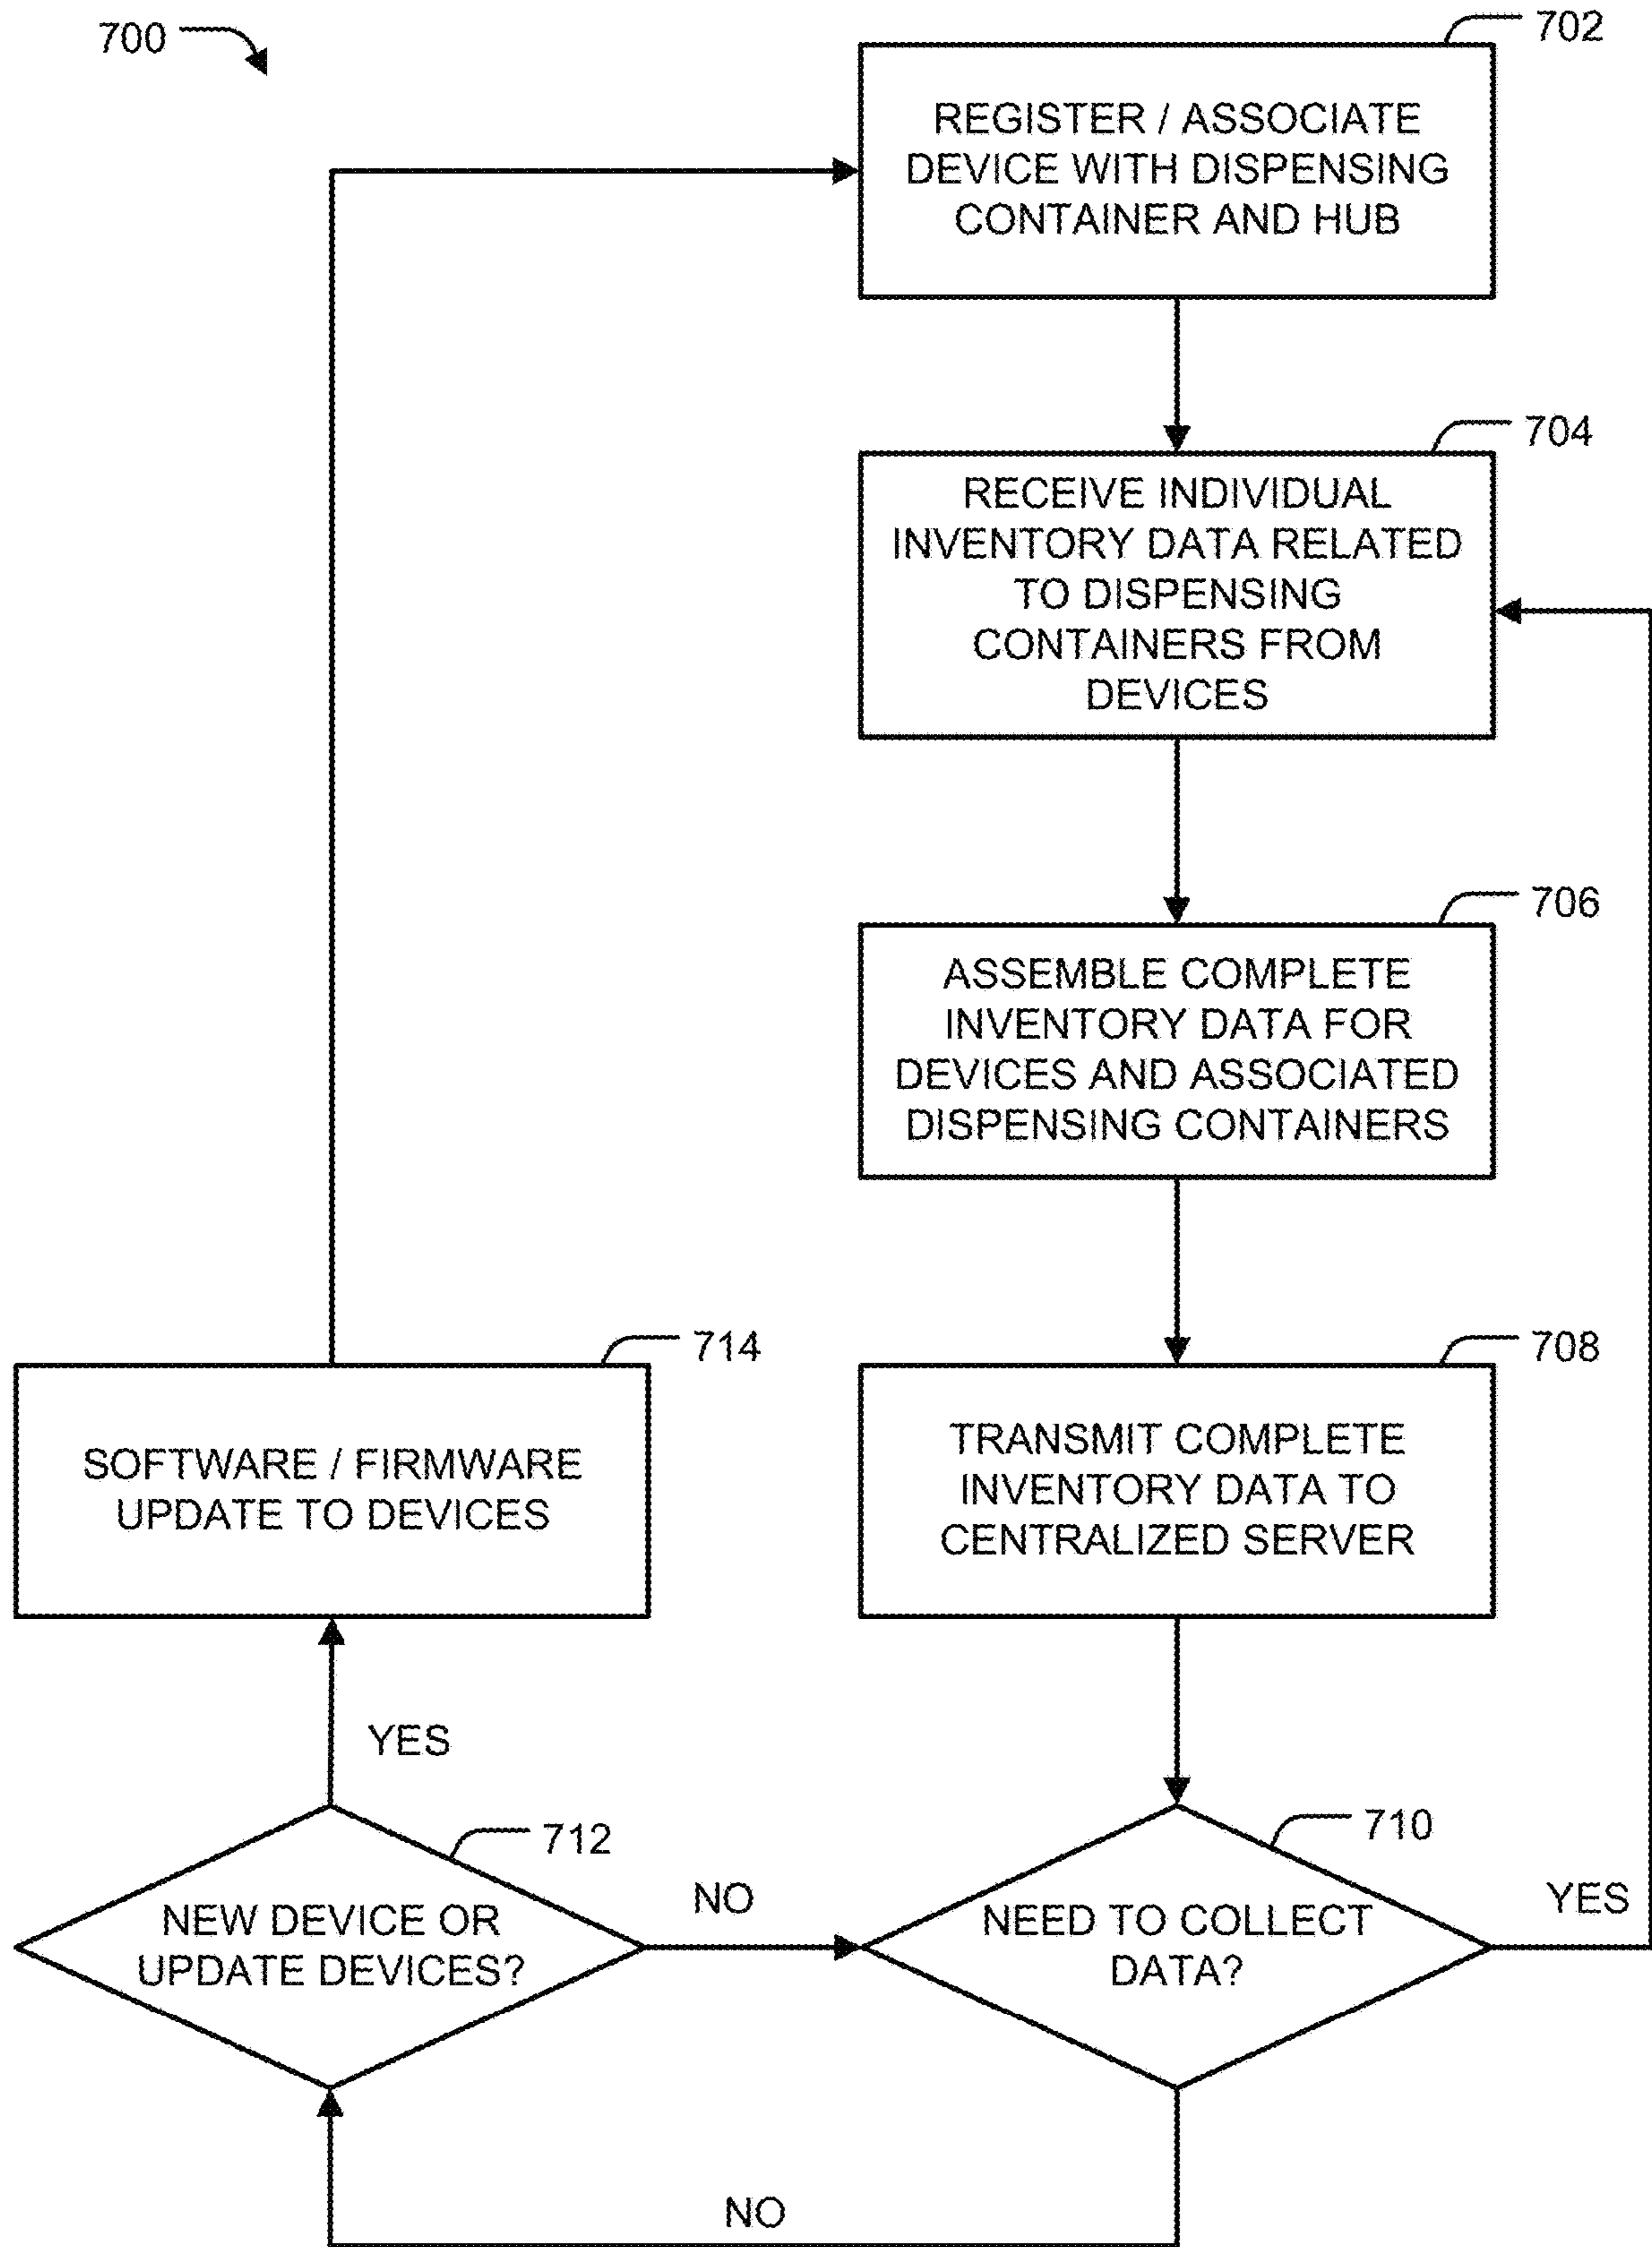 700
702
REGISTER / ASSOCIATE
DEVICE WITH DISPENSING
CONTAINER AND HUB
704
RECEIVE INDIVIDUAL
INVENTORY DATA RELATED
TO DISPENSING
CONTAINERS FROM
DEVICES
706
ASSEMBLE COMPLETE
INVENTORY DATA FOR
DEVICES AND ASSOCIATED
DISPENSING CONTAINERS
714
SOFTWARE / FIRMWARE
UPDATE TO DEVICES
708
TRANSMIT COMPLETE
INVENTORY DATA TO
CENTRALIZED SERVER
YES
712
NEW DEVICE OR
UPDATE DEVICES?
NO
710
NEED TO COLLECT
DATA?
YES
NO